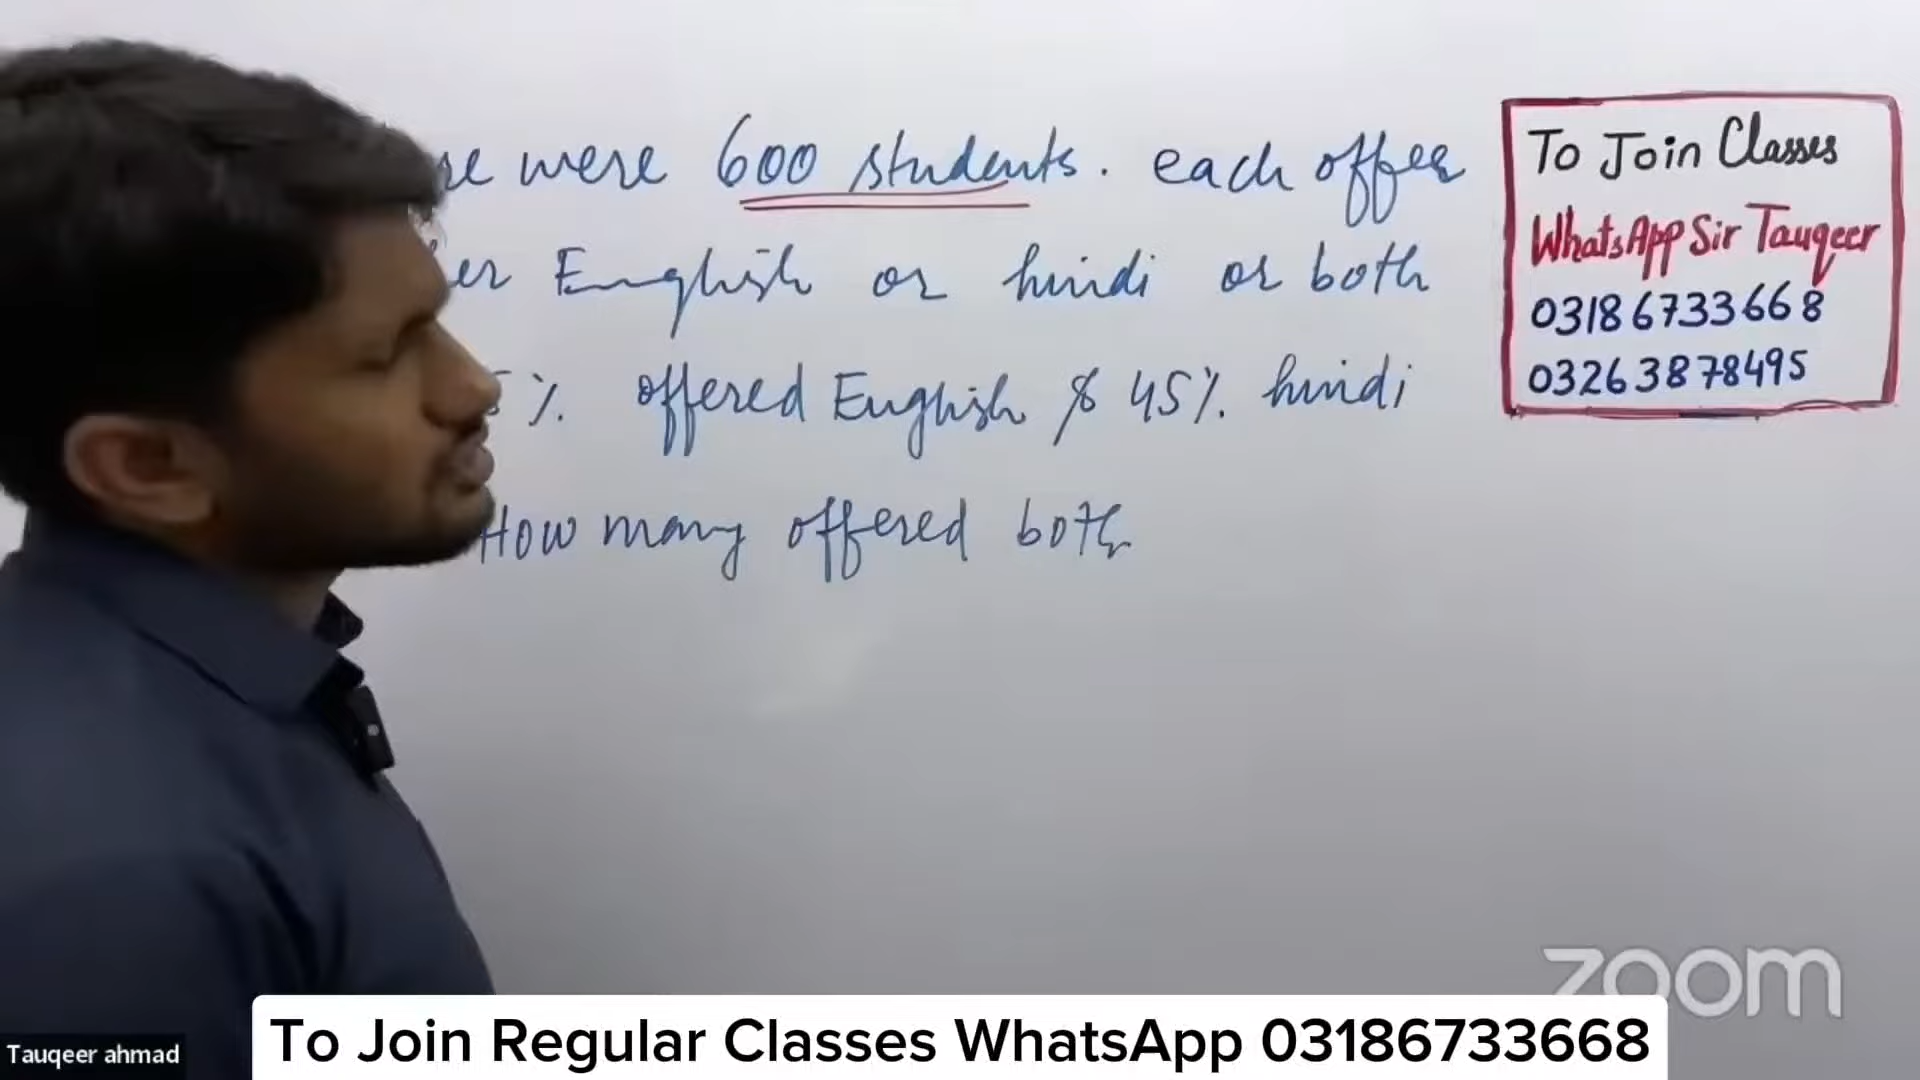 were 600 students. each offer
English or hindi or both
%. offered English & 45%. hindi
How many offered both
To Join Classes
WhatsApp Sir Tauqeer
03186733668
03263878495
zoom
To Join Regular Classes WhatsApp 03186733668
Tauqeer ahmad